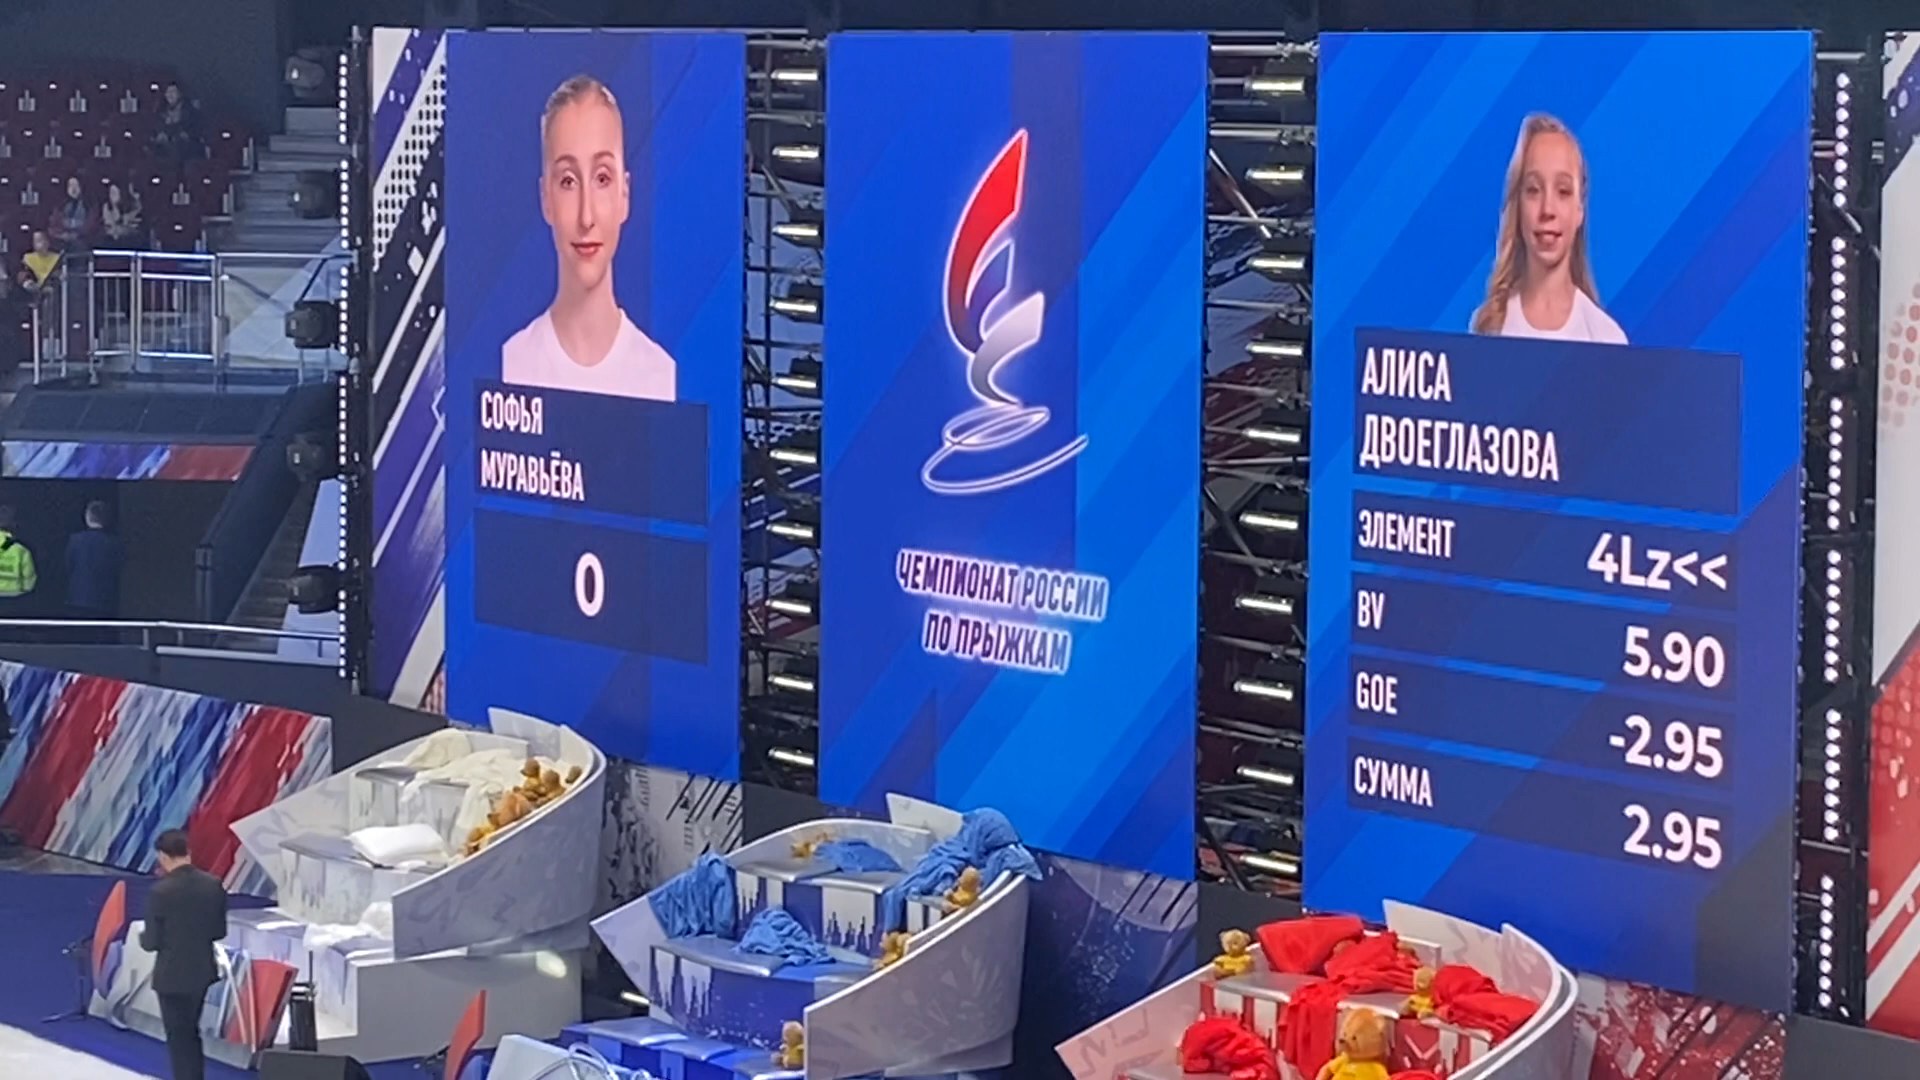 СОФЬЯ
МУРАВЬЁВА
0
ЧЕМПИОНАТ РОССИИ
ПО ПРЫЖКАМ
АЛИСА
ДВОЕГЛАЗОВА
ЭЛЕМЕНТ 4Lz<<
BV 5.90
GOE -2.95
СУММА 2.95